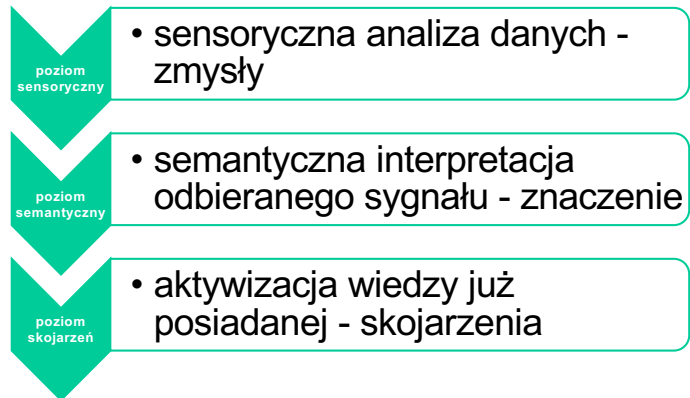 poziom
sensoryczny
• sensoryczna analiza danych -
zmysły
poziom
semantyczny
• semantyczna interpretacja
odbieranego sygnału - znaczenie
poziom
skojarzeń
• aktywizacja wiedzy już
posiadanej - skojarzenia